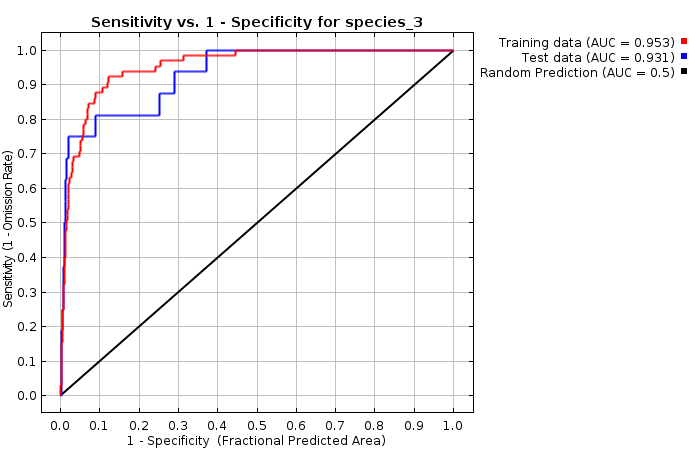 Sensitivity vs. 1 - Specificity for species_3
Training data (AUC = 0.953)
Test data (AUC = 0.931)
Random Prediction (AUC = 0.5)
Sensitivity (1 - Omission Rate)
1.0
0.9
0.8
0.7
0.6
0.5
0.4
0.3
0.2
0.1
0.0
0.0 0.1 0.2 0.3 0.4 0.5 0.6 0.7 0.8 0.9 1.0
1 - Specificity (Fractional Predicted Area)